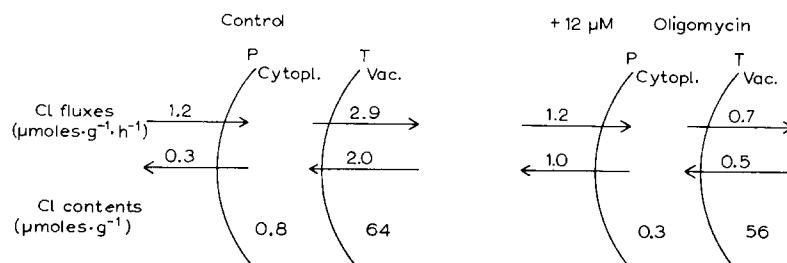 Control + 12 µM Oligomycin
P T P T
Cytopl. Vac. Cytopl. Vac.
Cl fluxes 1.2 2.9 1.2 0.7
(µmoles·g⁻¹·h⁻¹)
0.3 2.0 1.0 0.5
Cl contents
(µmoles·g⁻¹) 0.8 64 0.3 56